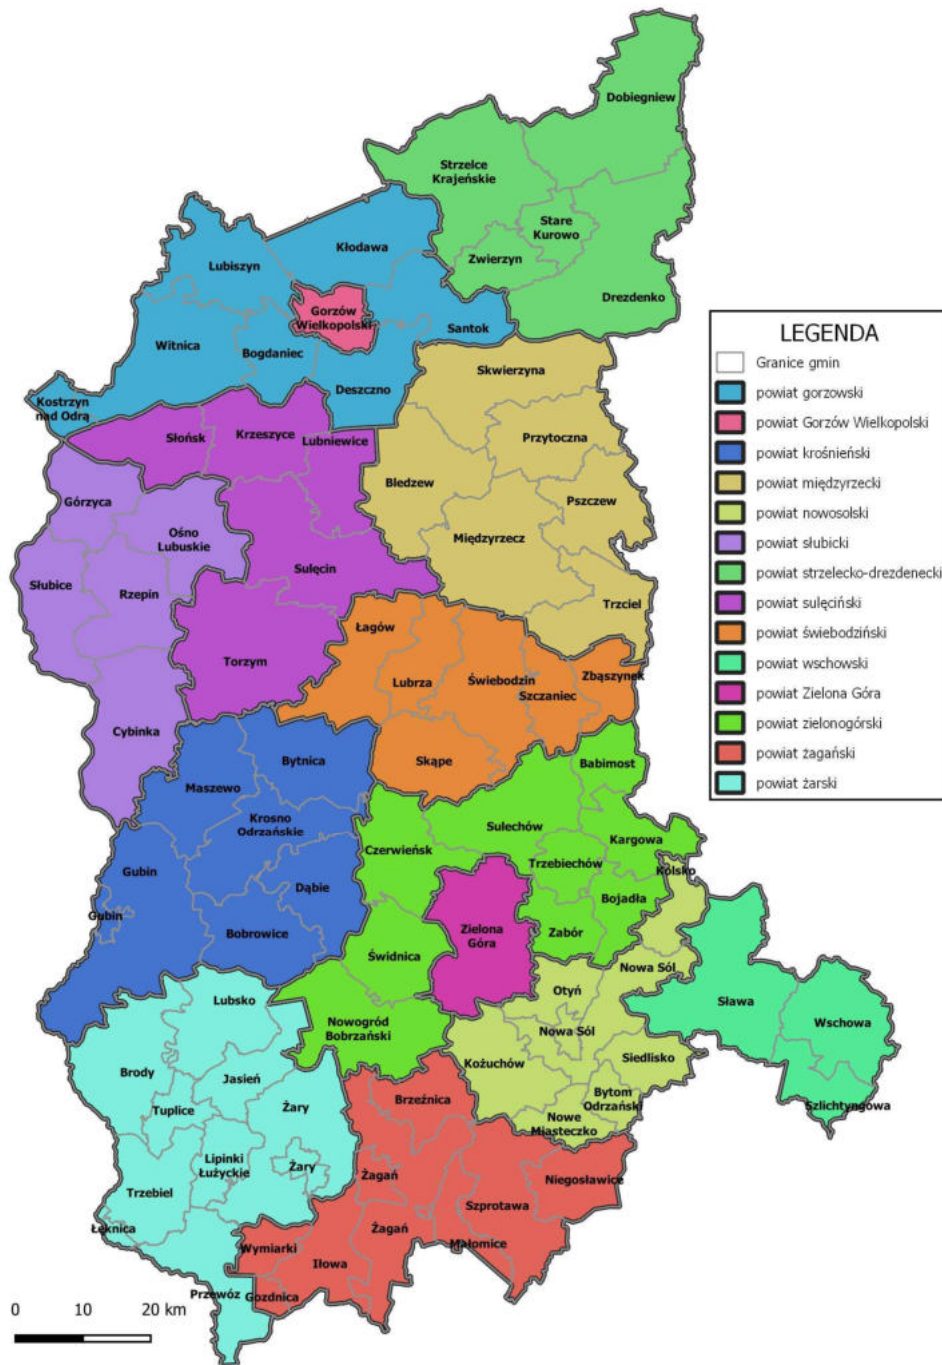 Dobiegniew
Strzelce
Krajeńskie
Stare
Kurowo
Kłodawa
Zwierzyn
Lubiszyn
Drezdenko
Gorzów
Wielkopolski
Santok
Witnica
Bogdaniec
Skwierzyna
Deszczno
Kostrzyn
nad Odrą
Krzeszyce
Słońsk
Lubniewice
Przytoczna
Bledzew
Pszczew
Górzyca
Ośno
Lubuskie
Międzyrzecz
Sulęcin
Słubice
Rzepin
Trzciel
Łagów
Torzym
Lubrza
Świebodzin
Zbąszynek
Szczaniec
Cybinka
Bytnica
Skąpe
Babimost
Maszewo
Krosno
Odrzańskie
Sulechów
Kargowa
Czerwieńsk
Trzebiechów
Gubin
Kolsko
Dąbie
Bojadła
Gubin
Zielona
Góra
Bobrowice
Zabór
Świdnica
Nowa Sól
Otyń
Lubsko
Sława
Wschowa
Nowogród
Bobrzański
Nowa Sól
Siedlisko
Kożuchów
Brody
Jasień
Bytom
Odrzański
Brzeźnica
Tuplice
Żary
Nowe
Miasteczko
Szlichtyngowa
Lipinki
Łużyckie
Żary
Żagań
Niegosławice
Trzebiel
Szprotawa
Łęknica
Żagań
Wymiarki
Małomice
Iłowa
Przewóz
Gozdnica
0 10 20 km
LEGENDA
Granice gmin
powiat gorzowski
powiat Gorzów Wielkopolski
powiat krośnieński
powiat międzyrzecki
powiat nowosolski
powiat słubicki
powiat strzelecko-drezdenecki
powiat sulęciński
powiat świebodziński
powiat wschowski
powiat Zielona Góra
powiat zielonogórski
powiat żagański
powiat żarski